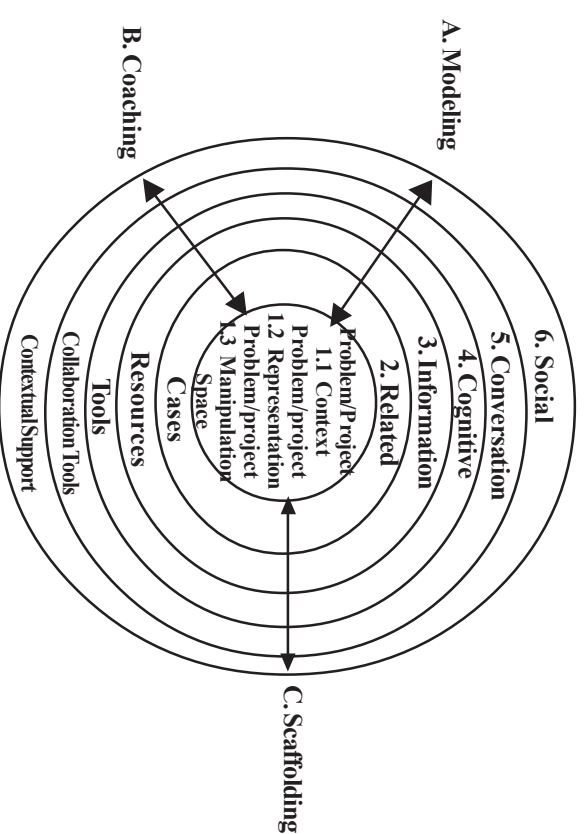 A. Modeling
B. Coaching
6. Social
5. Conversation
4. Cognitive
3. Information
2. Related
Problem/Project
1.1 Context
Problem/project
1.2 Representation
Problem/project
1.3 Manipulation
Space
Cases
Resources
Tools
Collaboration Tools
Contextual Support
C. Scaffolding